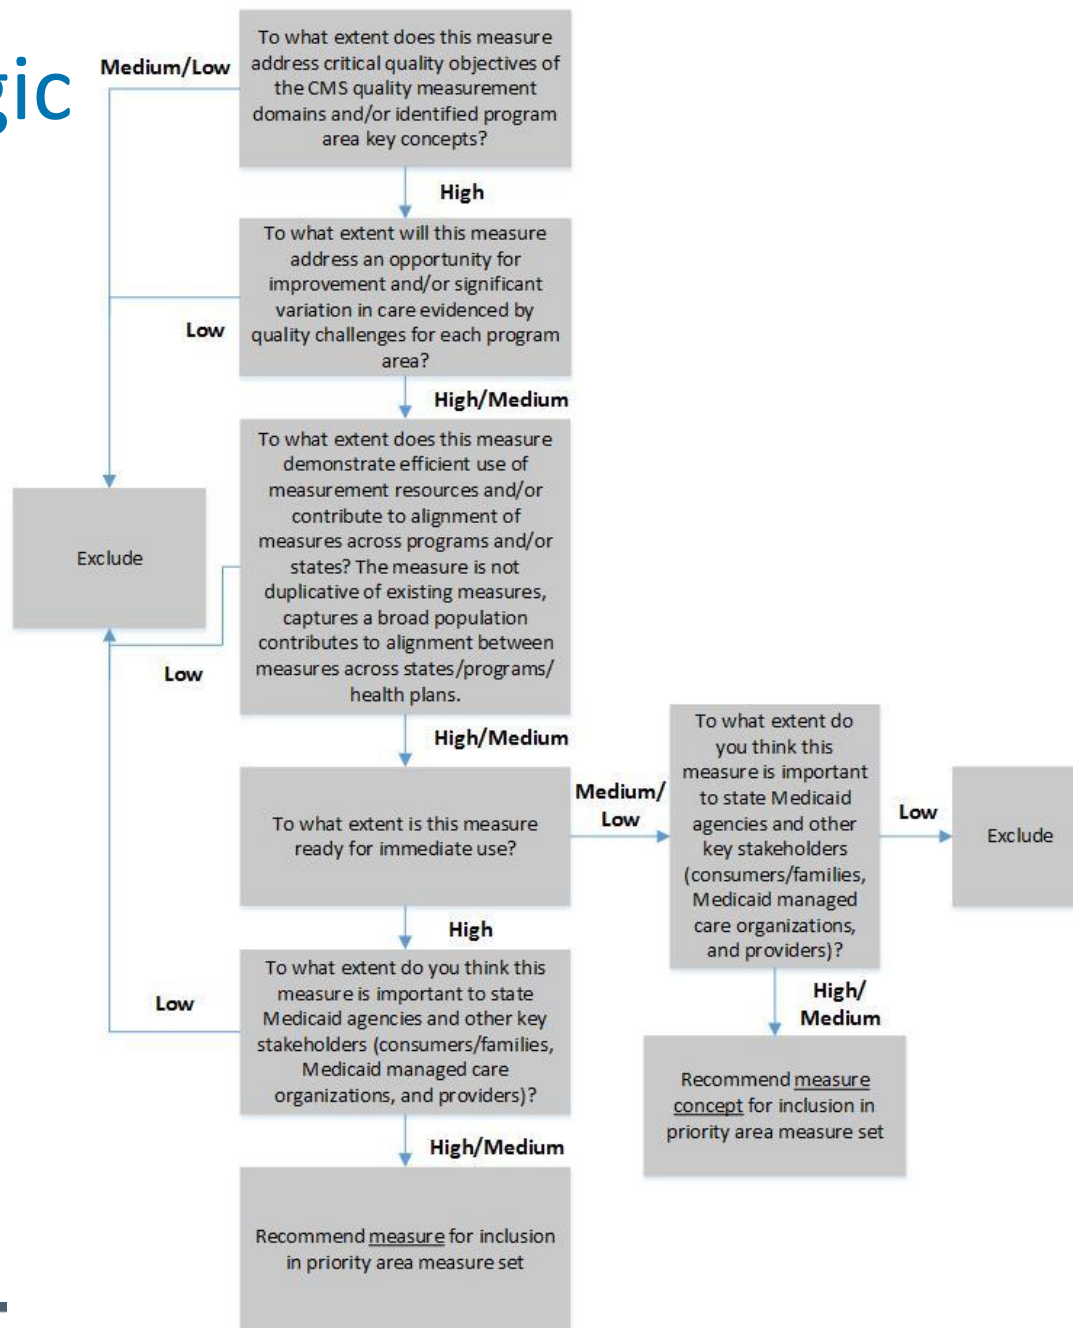 gic
To what extent does this measure
address critical quality objectives of
the CMS quality measurement
domains and/or identified program
area key concepts?
Medium/Low
High
To what extent will this measure
address an opportunity for
improvement and/or significant
variation in care evidenced by
quality challenges for each program
area?
Low
High/Medium
To what extent does this measure
demonstrate efficient use of
measurement resources and/or
contribute to alignment of
measures across programs and/or
states? The measure is not
duplicative of existing measures,
captures a broad population
contributes to alignment between
measures across states/programs/
health plans.
Exclude
Low
High/Medium
To what extent is this measure
ready for immediate use?
Medium/
Low
To what extent do
you think this
measure is important
to state Medicaid
agencies and other
key stakeholders
(consumers/families,
Medicaid managed
care organizations,
and providers)?
Low
Exclude
High
To what extent do you think this
measure is important to state
Medicaid agencies and other key
stakeholders (consumers/families,
Medicaid managed care
organizations, and providers)?
Low
High/
Medium
Recommend measure
concept for inclusion in
priority area measure set
High/Medium
Recommend measure for inclusion
in priority area measure set